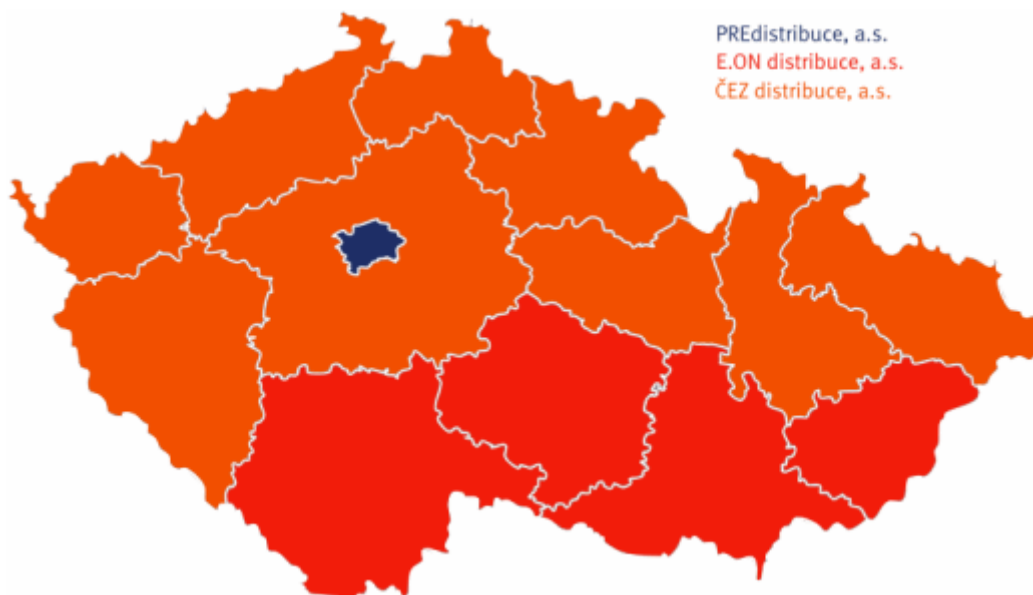 PREdistribuce, a.s.
E.ON distribuce, a.s.
ČEZ distribuce, a.s.